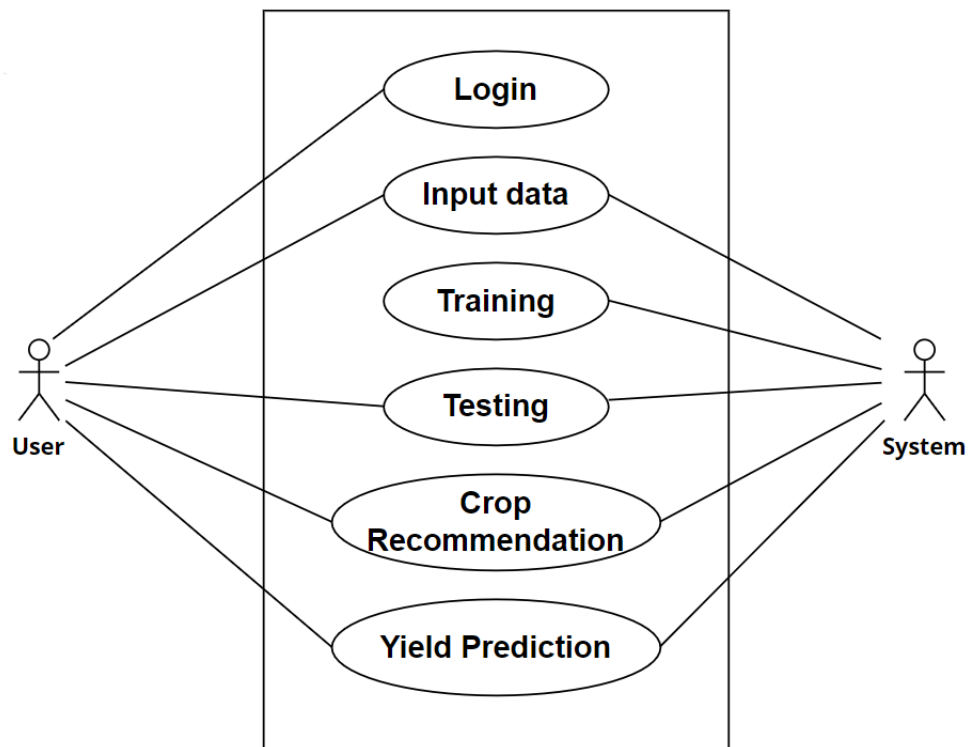 Login
Input data
Training
Testing
User
System
Crop
Recommendation
Yield Prediction